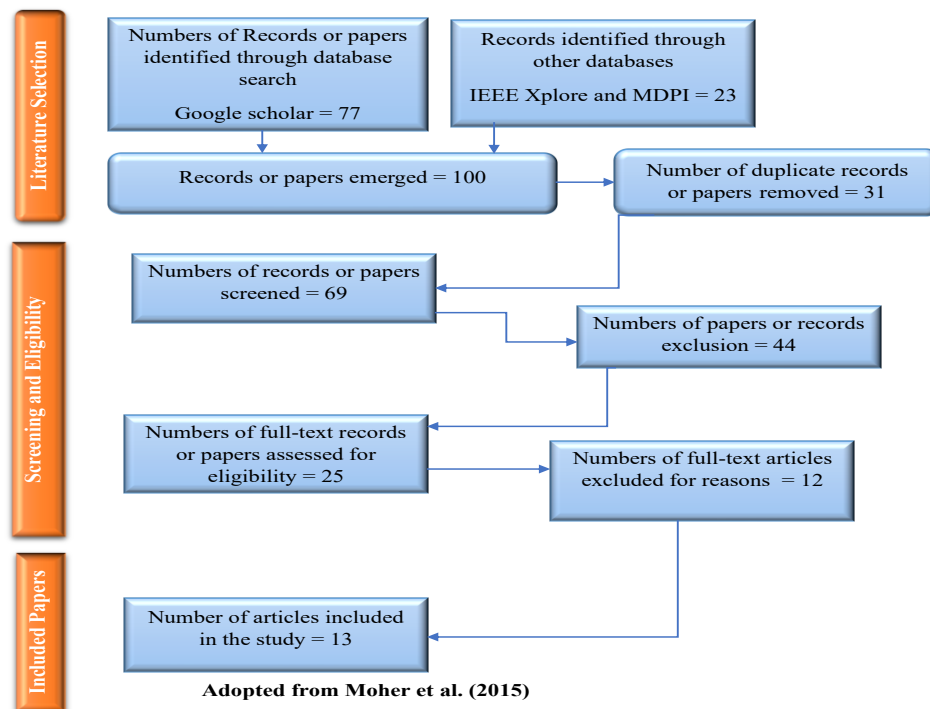 Literature Selection
Numbers of Records or papers
identified through database
search
Google scholar = 77
Records identified through
other databases
IEEE Xplore and MDPI = 23
Records or papers emerged = 100
Number of duplicate records
or papers removed = 31
Screening and Eligibility
Numbers of records or papers
screened = 69
Numbers of papers or records
exclusion = 44
Numbers of full-text records
or papers assessed for
eligibility = 25
Numbers of full-text articles
excluded for reasons = 12
Included Papers
Number of articles included
in the study = 13
Adopted from Moher et al. (2015)